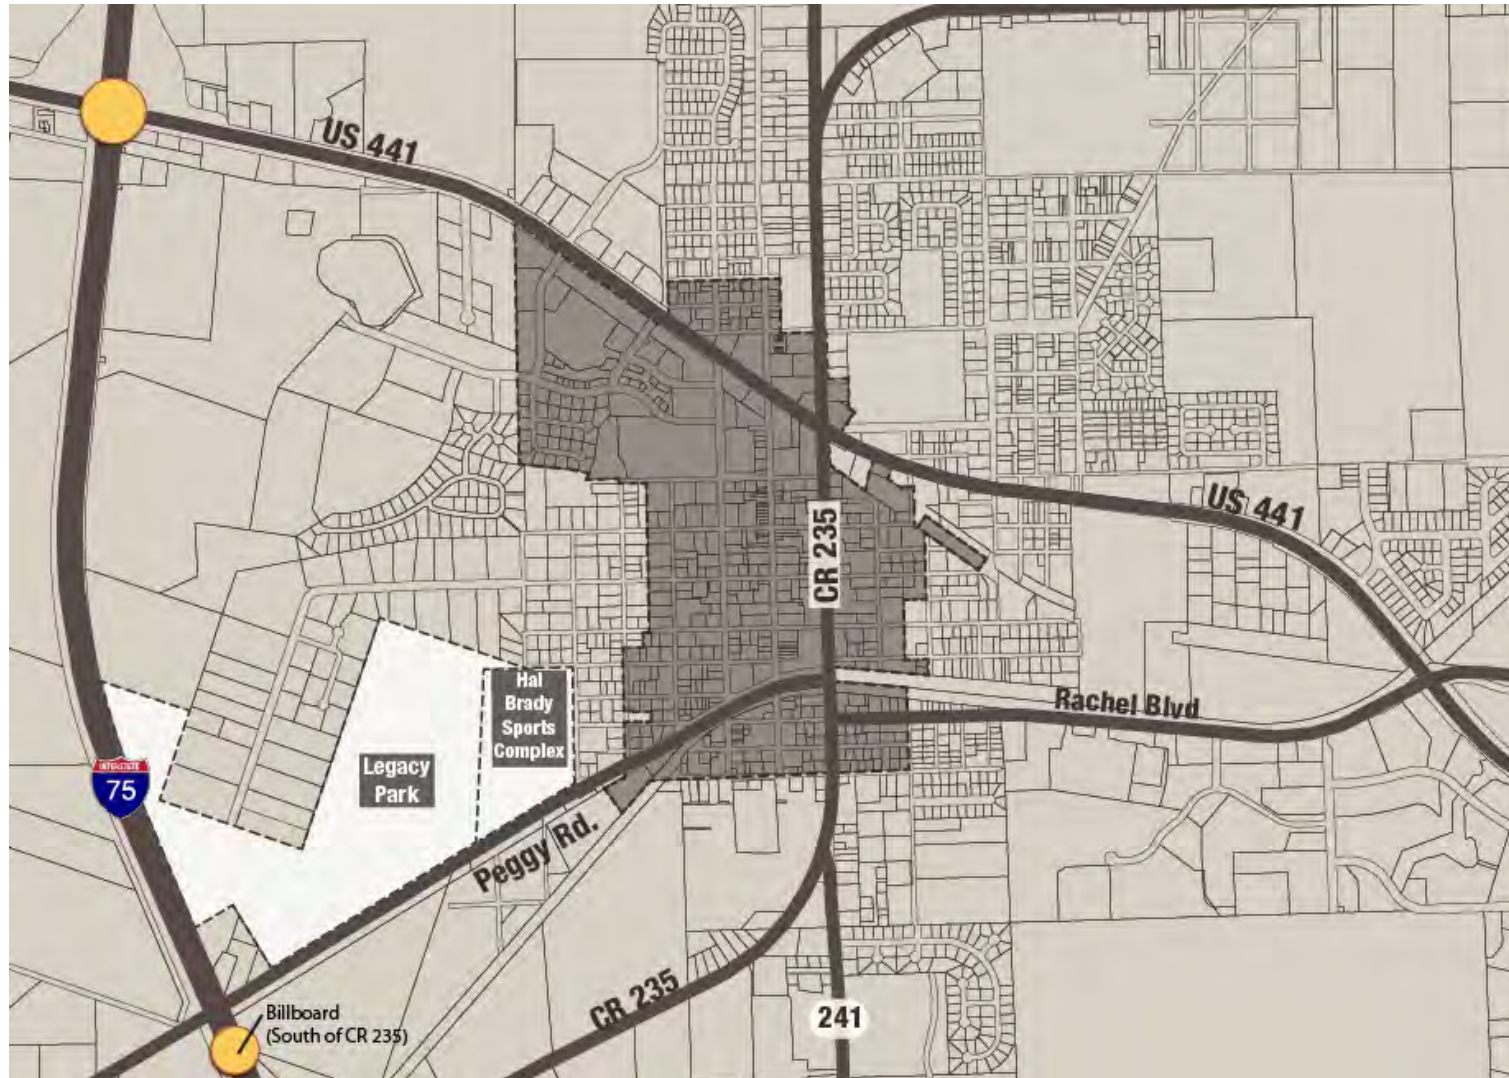 US 441
US 441
CR 235
Hal
Brady
Sports
Complex
Rachel Blvd
Legacy
Park
INTERSTATE
75
Peggy Rd.
CR 235
241
Billboard
(South of CR 235)